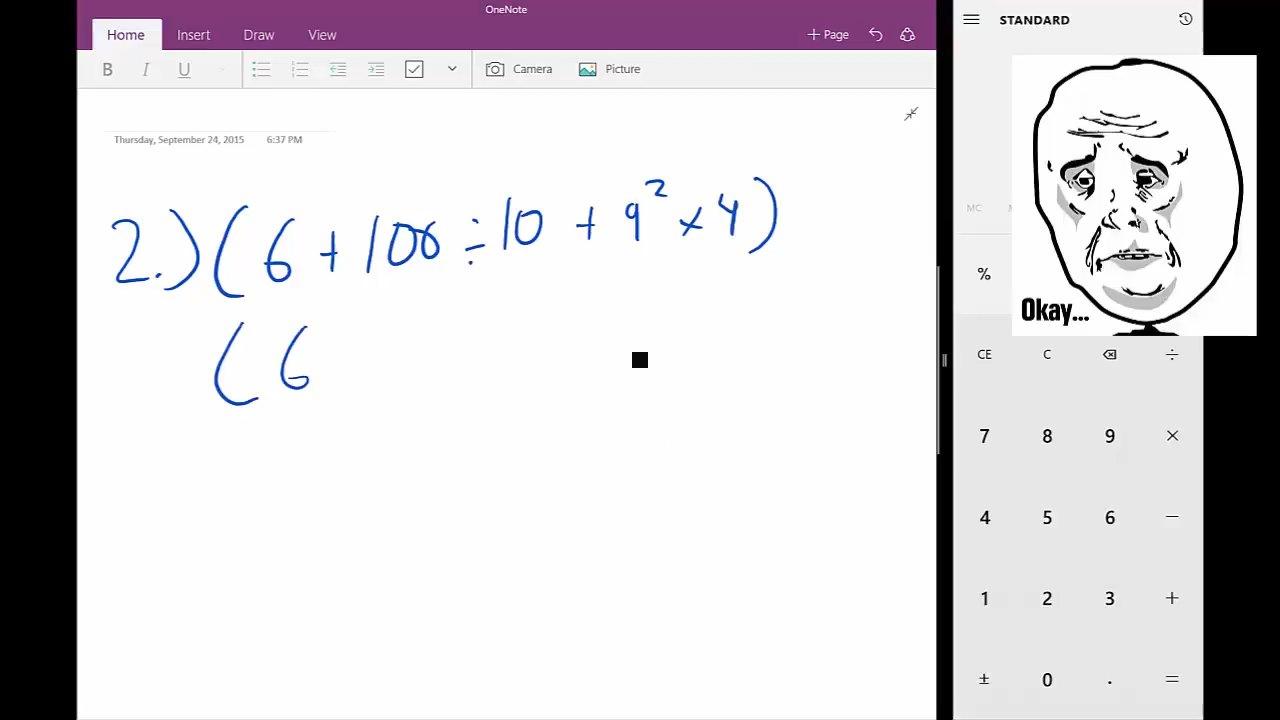 OneNote
Home Insert Draw View + Page
B I U Camera Picture
Thursday, September 24, 2015 6:37 PM
2.) (6 + 100 ÷ 10 + 9² × 4)
( 6
STANDARD
MC
Okay...
%
CE C ÷
7 8 9 ×
4 5 6 −
1 2 3 +
± 0 . =